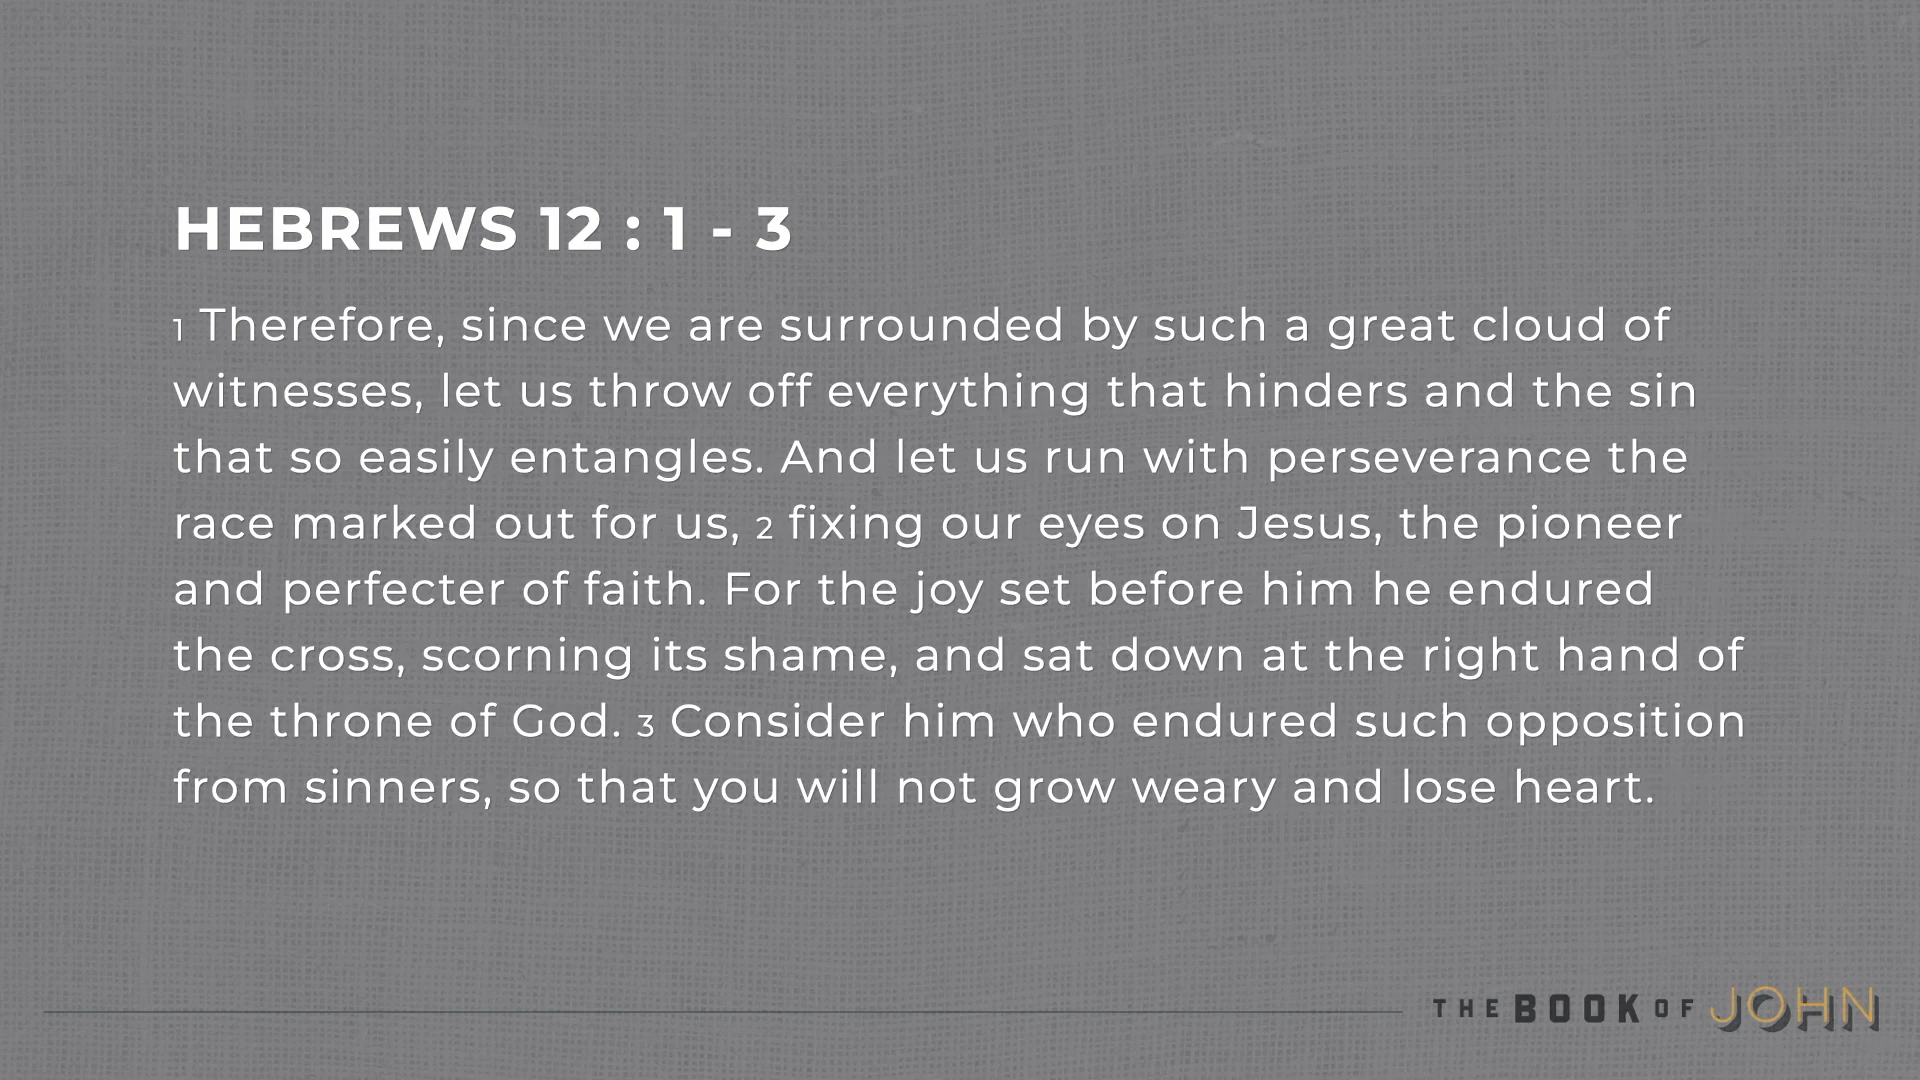 HEBREWS 12 : 1 - 3
1 Therefore, since we are surrounded by such a great cloud of
witnesses, let us throw off everything that hinders and the sin
that so easily entangles. And let us run with perseverance the
race marked out for us, 2 fixing our eyes on Jesus, the pioneer
and perfecter of faith. For the joy set before him he endured
the cross, scorning its shame, and sat down at the right hand of
the throne of God. 3 Consider him who endured such opposition
from sinners, so that you will not grow weary and lose heart.
THE BOOK OF JOHN